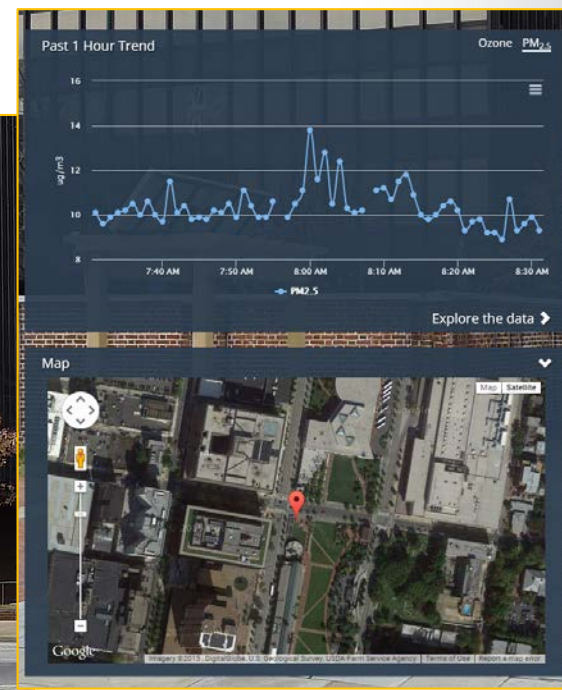 Past 1 Hour Trend
Ozone PM2.5
16
14
12
10
8
ug/m3
7:40 AM 7:50 AM 8:00 AM 8:10 AM 8:20 AM 8:30 AM
PM2.5
Explore the data
Map
Map Satellite
Google
Imagery ©2015 , DigitalGlobe, U.S. Geological Survey, USDA Farm Service Agency Terms of Use Report a map error